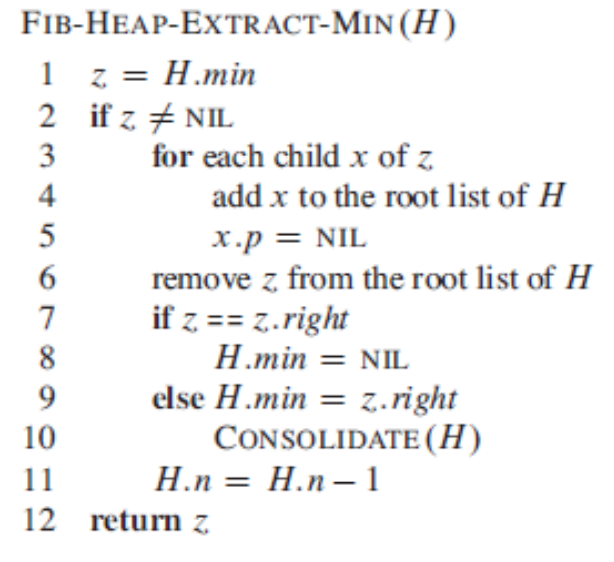 FIB-HEAP-EXTRACT-MIN(H)
1 z = H.min
2 if z ≠ NIL
3 for each child x of z
4 add x to the root list of H
5 x.p = NIL
6 remove z from the root list of H
7 if z == z.right
8 H.min = NIL
9 else H.min = z.right
10 CONSOLIDATE(H)
11 H.n = H.n – 1
12 return z